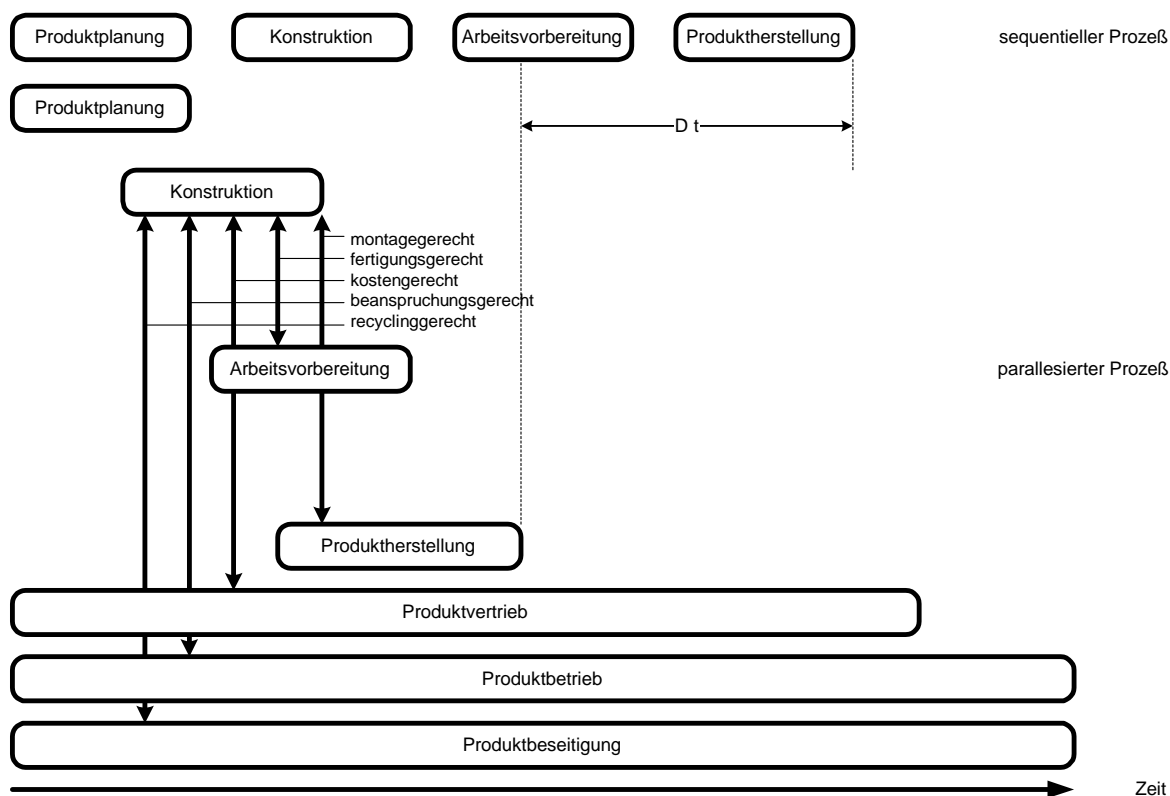 Produktplanung
Konstruktion
Arbeitsvorbereitung
Produktherstellung
sequentieller Prozeß
Produktplanung
D t
Konstruktion
montagegerecht
fertigungsgerecht
kostengerecht
beanspruchungsgerecht
recyclinggerecht
Arbeitsvorbereitung
parallesierter Prozeß
Produktherstellung
Produktvertrieb
Produktbetrieb
Produktbeseitigung
Zeit